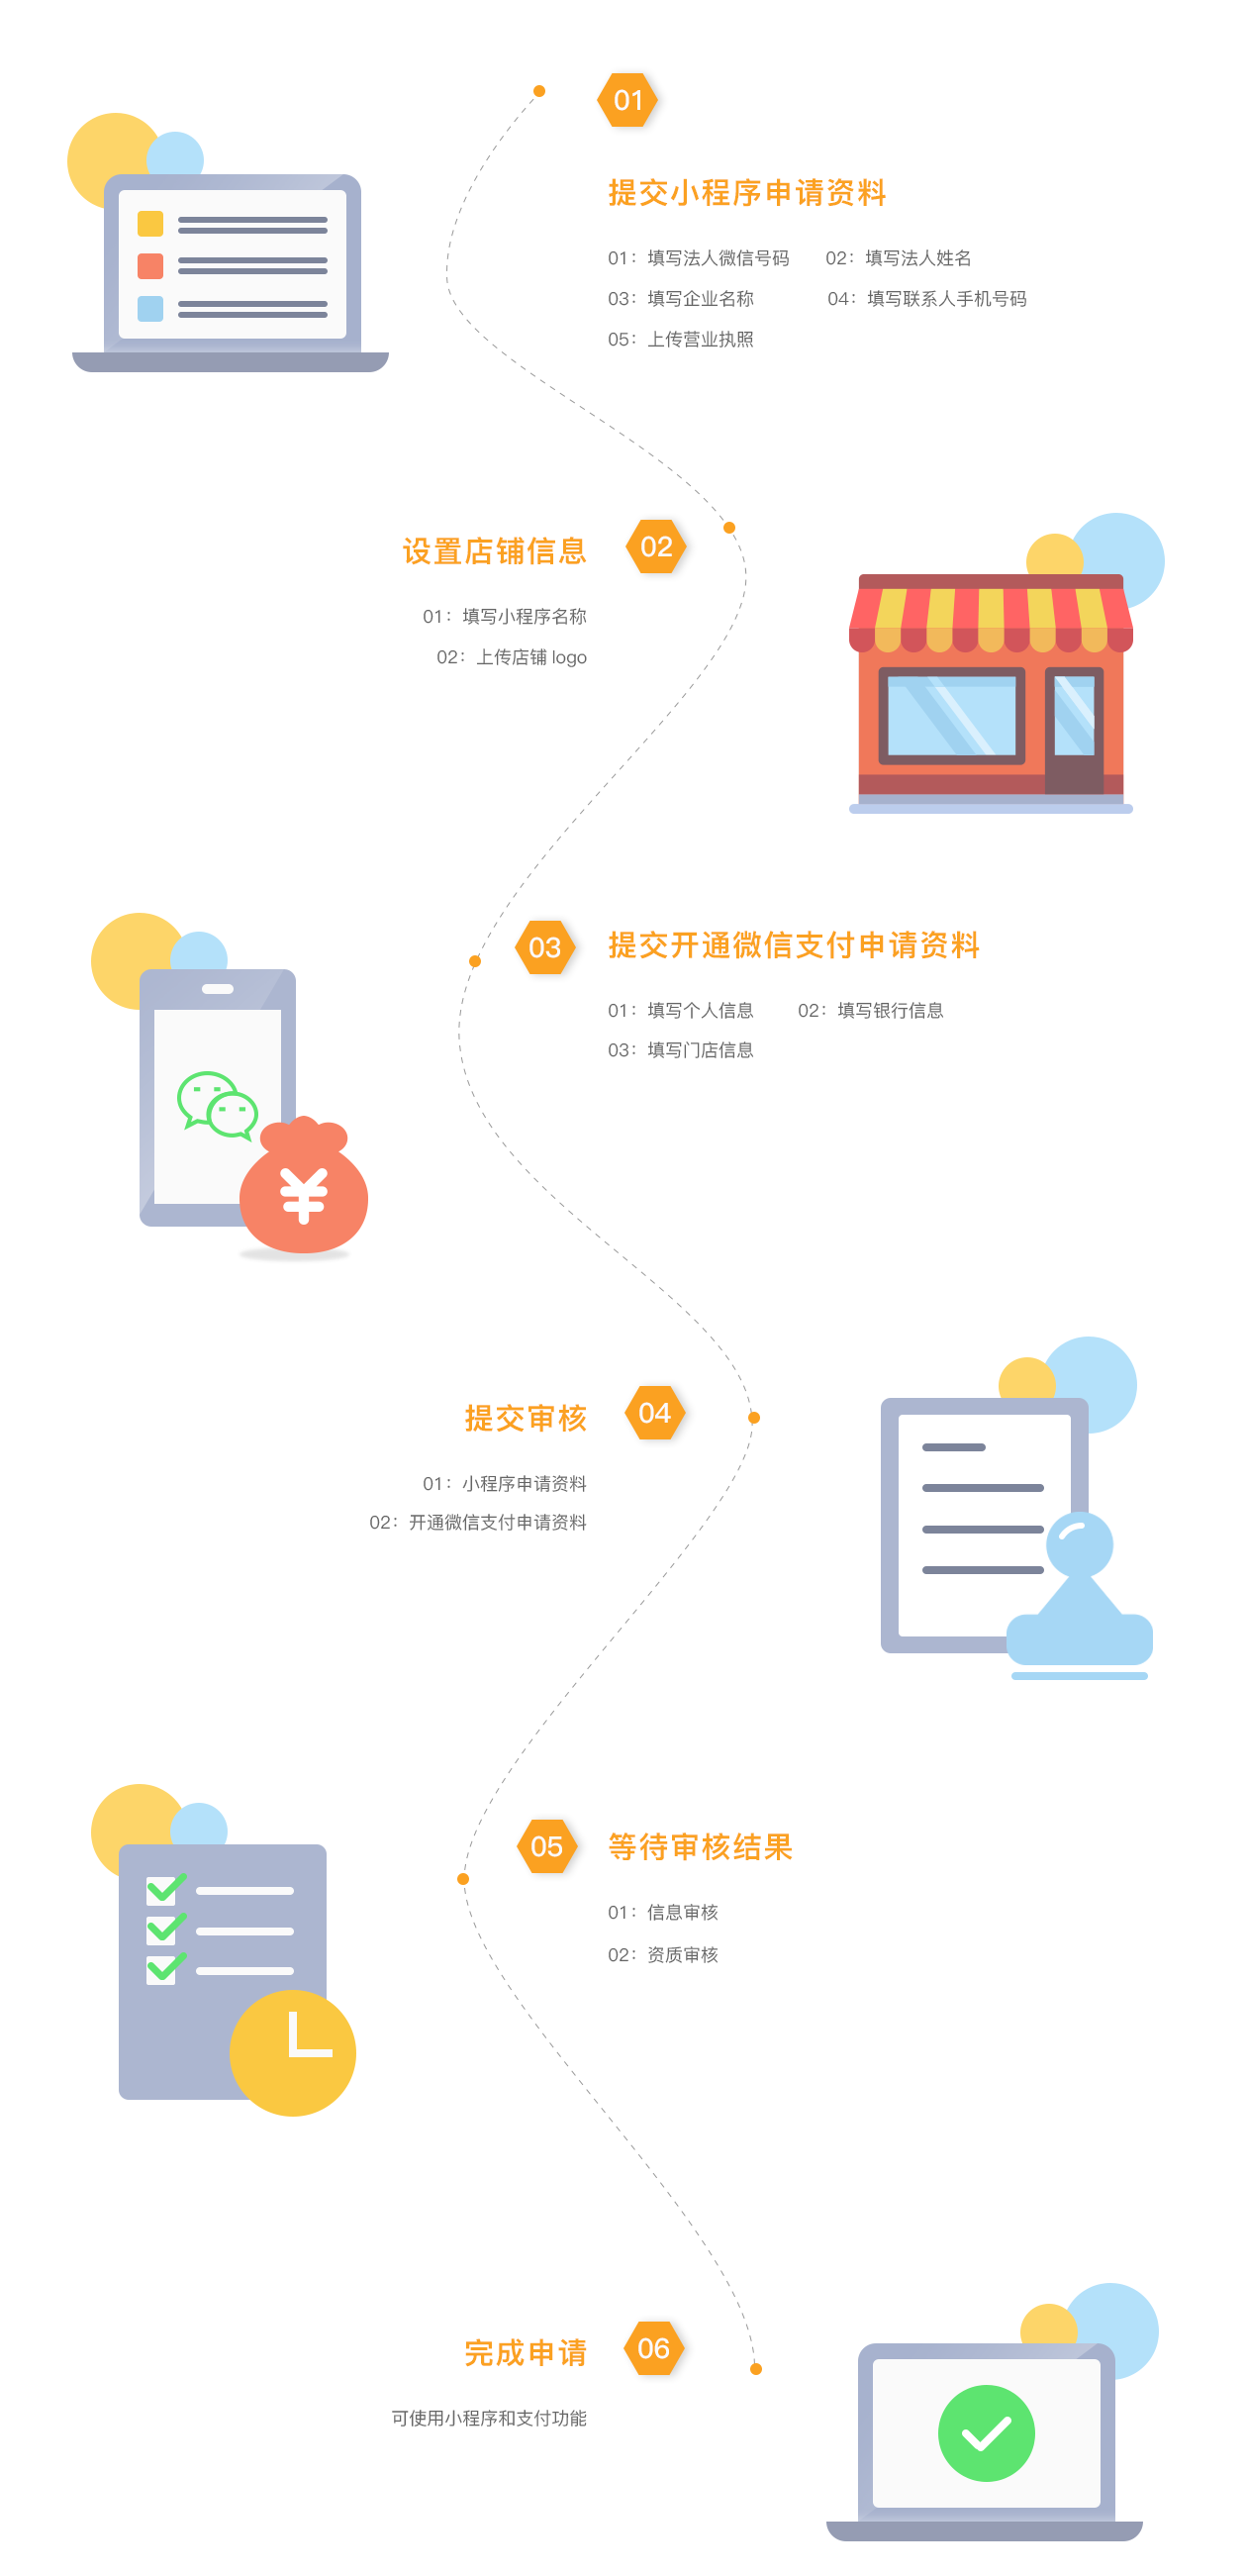 01
提交小程序申请资料
01：填写法人微信号码 02：填写法人姓名
03：填写企业名称 04：填写联系人手机号码
05：上传营业执照
02
设置店铺信息
01：填写小程序名称
02：上传店铺 logo
03
提交开通微信支付申请资料
01：填写个人信息 02：填写银行信息
03：填写门店信息
¥
04
提交审核
01：小程序申请资料
02：开通微信支付申请资料
05
等待审核结果
01：信息审核
02：资质审核
06
完成申请
可使用小程序和支付功能